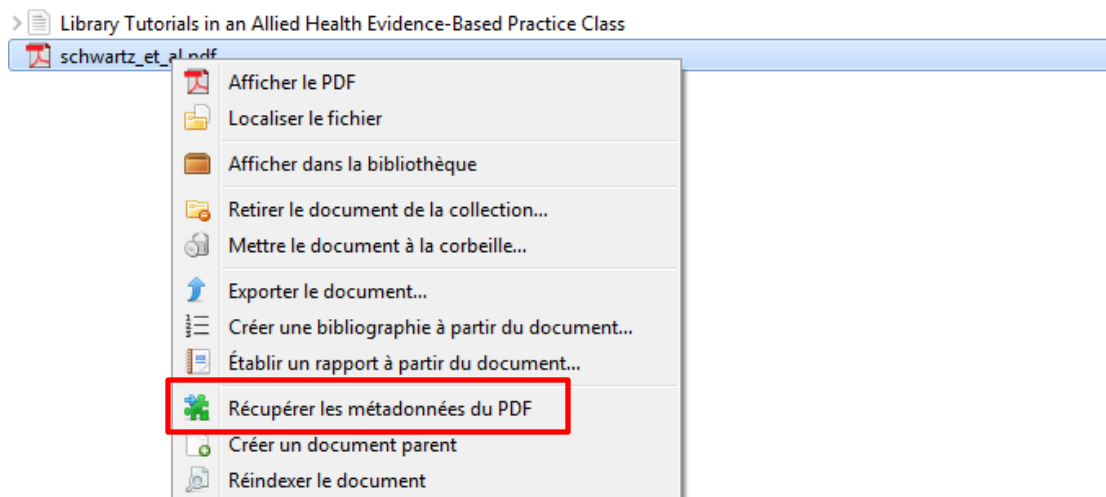 Library Tutorials in an Allied Health Evidence-Based Practice Class
schwartz_et_al.pdf
Afficher le PDF
Localiser le fichier
Afficher dans la bibliothèque
Retirer le document de la collection...
Mettre le document à la corbeille...
Exporter le document...
Créer une bibliographie à partir du document...
Établir un rapport à partir du document...
Récupérer les métadonnées du PDF
Créer un document parent
Réindexer le document